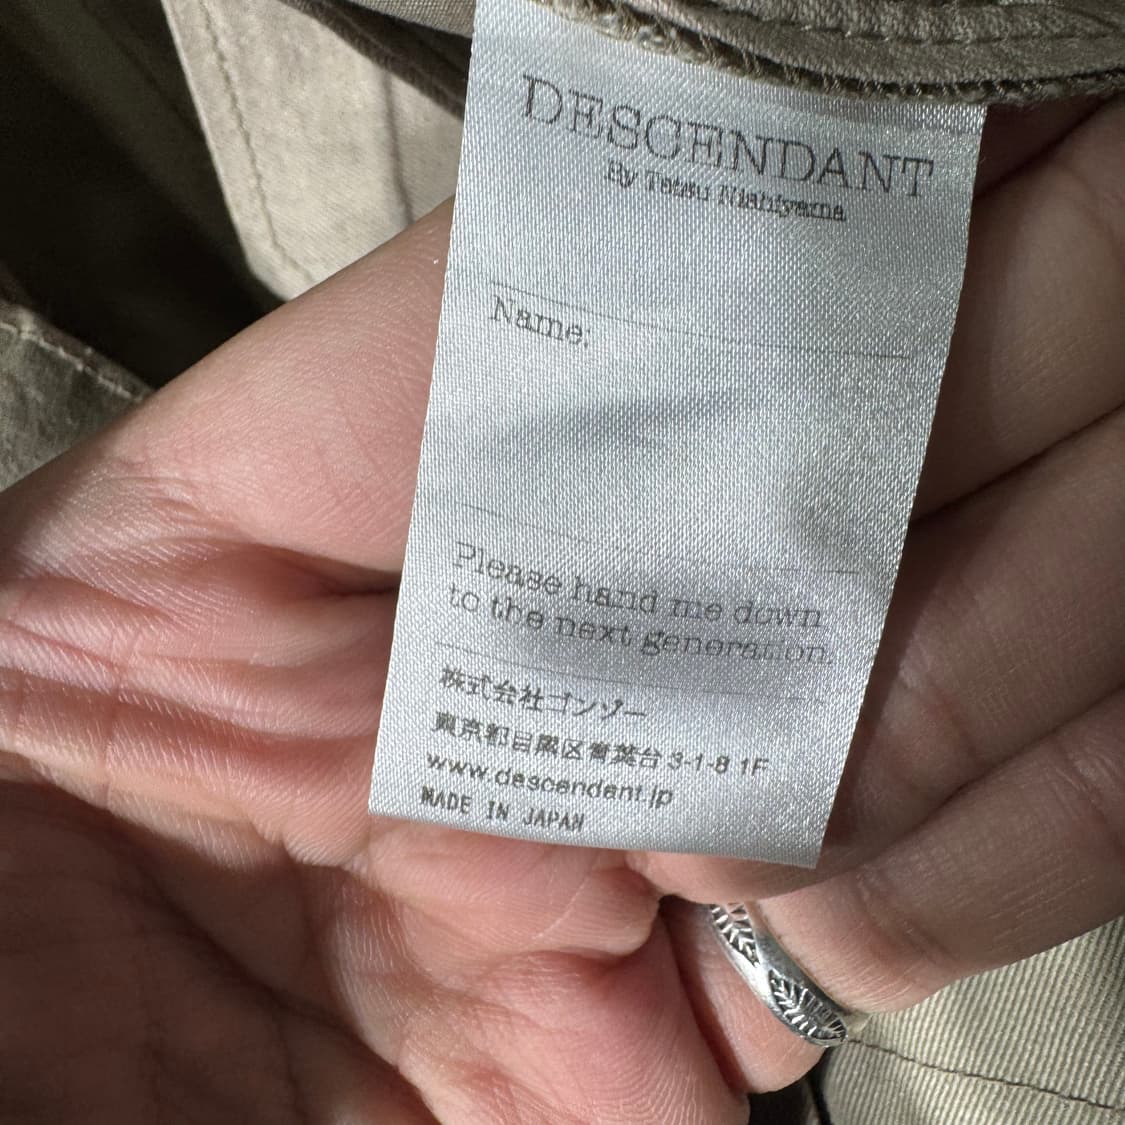 DESCENDANT
By Tetsu Nishiyama
Name:
Please hand me down
to the next generation.
株式会社ゴンゾー
東京都目黒区青葉台 3-1-8 1F
www.descendant.jp
MADE IN JAPAN